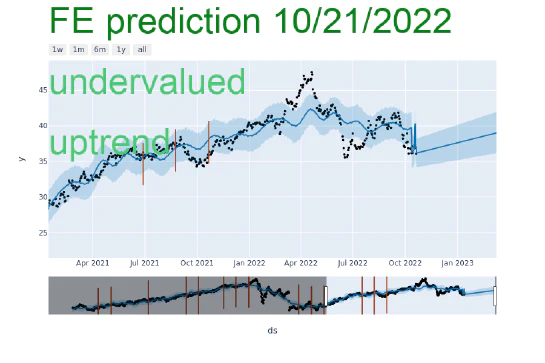 FE prediction 10/21/2022
1w 1m 6m 1y all
undervalued
45
40
uptrend
35
y
30
25
Apr 2021 Jul 2021 Oct 2021 Jan 2022 Apr 2022 Jul 2022 Oct 2022 Jan 2023
ds